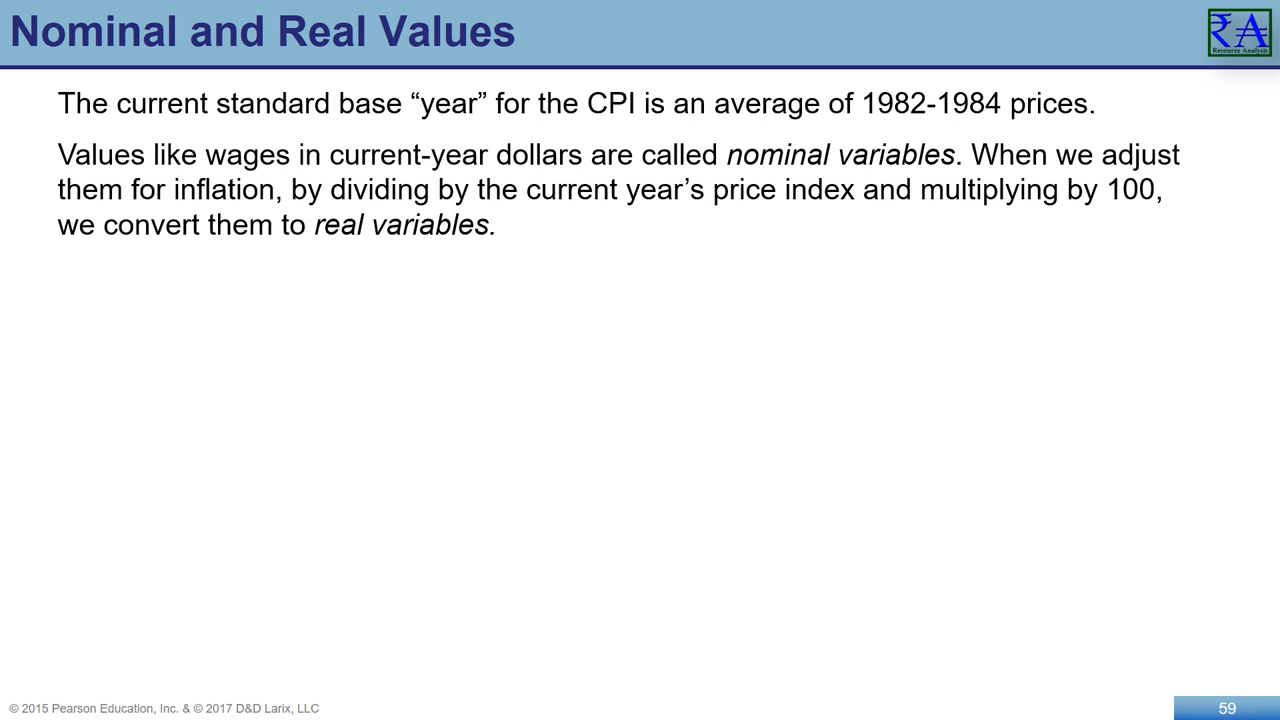 Nominal and Real Values
₹A
Resource Analysis
The current standard base “year” for the CPI is an average of 1982-1984 prices.
Values like wages in current-year dollars are called nominal variables. When we adjust
them for inflation, by dividing by the current year’s price index and multiplying by 100,
we convert them to real variables.
© 2015 Pearson Education, Inc. & © 2017 D&D Larix, LLC
59